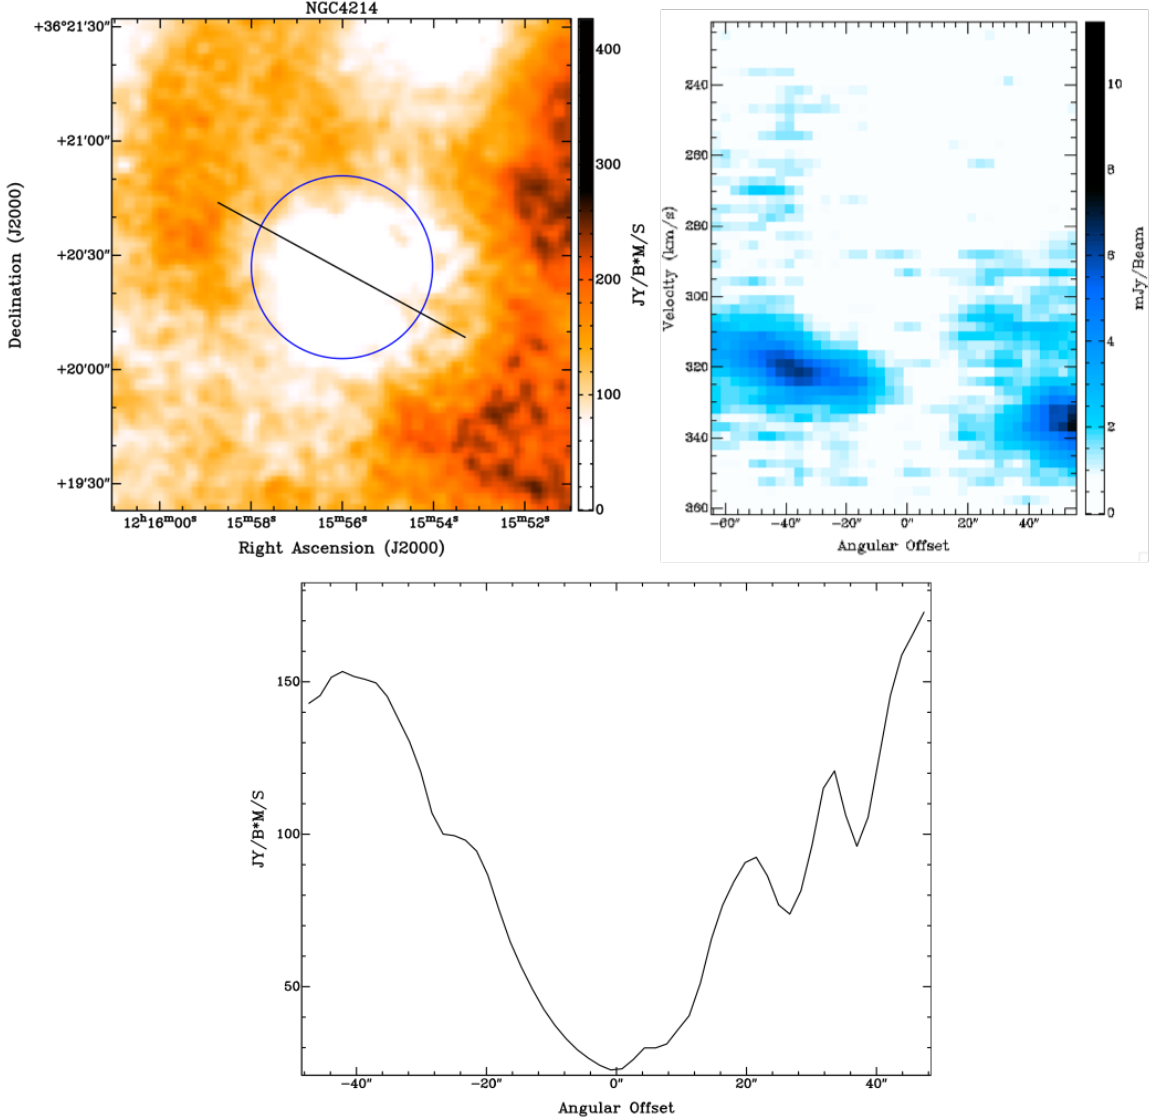 NGC4214
+36°21'30"
+21'00"
+20'30"
+20'00"
+19'30"
Declination (J2000)
12ʰ16ᵐ00ˢ 15ᵐ58ˢ 15ᵐ56ˢ 15ᵐ54ˢ 15ᵐ52ˢ
Right Ascension (J2000)
400
300
200
100
0
JY/B*M/S
240
260
280
300
320
340
360
Velocity (km/s)
−60" −40" −20" 0" 20" 40"
Angular Offset
10
8
6
4
2
0
mJy/Beam
150
100
50
JY/B*M/S
−40" −20" 0" 20" 40"
Angular Offset